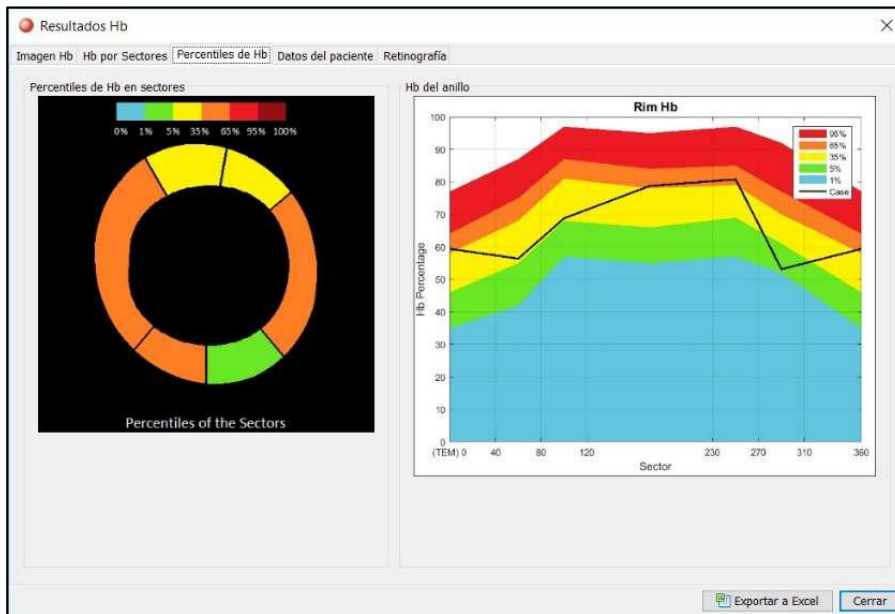 Resultados Hb
Imagen Hb Hb por Sectores Percentiles de Hb Datos del paciente Retinografía
Percentiles de Hb en sectores
0% 1% 5% 35% 65% 95% 100%
Percentiles of the Sectors
Hb del anillo
Rim Hb
95%
65%
35%
5%
1%
Case
Hb Percentage
100
90
80
70
60
50
40
30
20
10
0
(TEM) 0 40 80 120 230 270 310 360
Sector
Exportar a Excel Cerrar